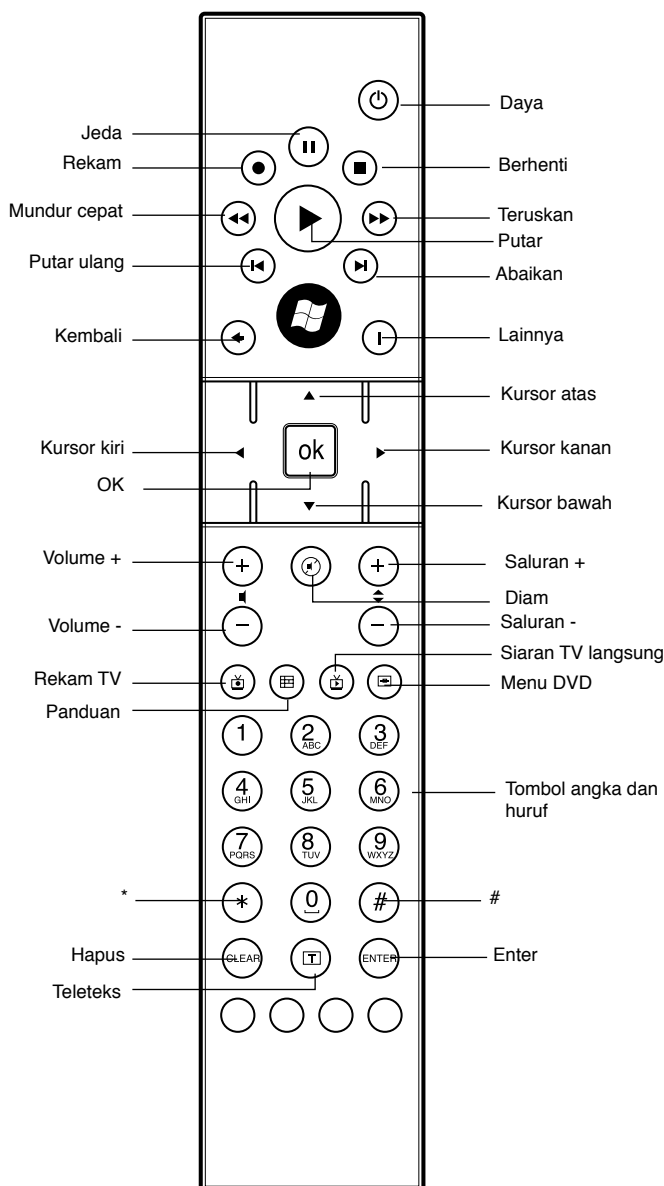 Daya
Jeda
Rekam
Berhenti
Mundur cepat
Teruskan
Putar
Putar ulang
Abaikan
Kembali
Lainnya
Kursor atas
Kursor kiri
ok
Kursor kanan
OK
Kursor bawah
Volume +
Saluran +
Diam
Volume -
Saluran -
Siaran TV langsung
Rekam TV
Menu DVD
Panduan
1
2
ABC
3
DEF
4
GHI
5
JKL
6
MNO
Tombol angka dan
huruf
7
PQRS
8
TUV
9
WXYZ
*
*
0
#
#
Hapus
CLEAR
T
ENTER
Enter
Teleteks